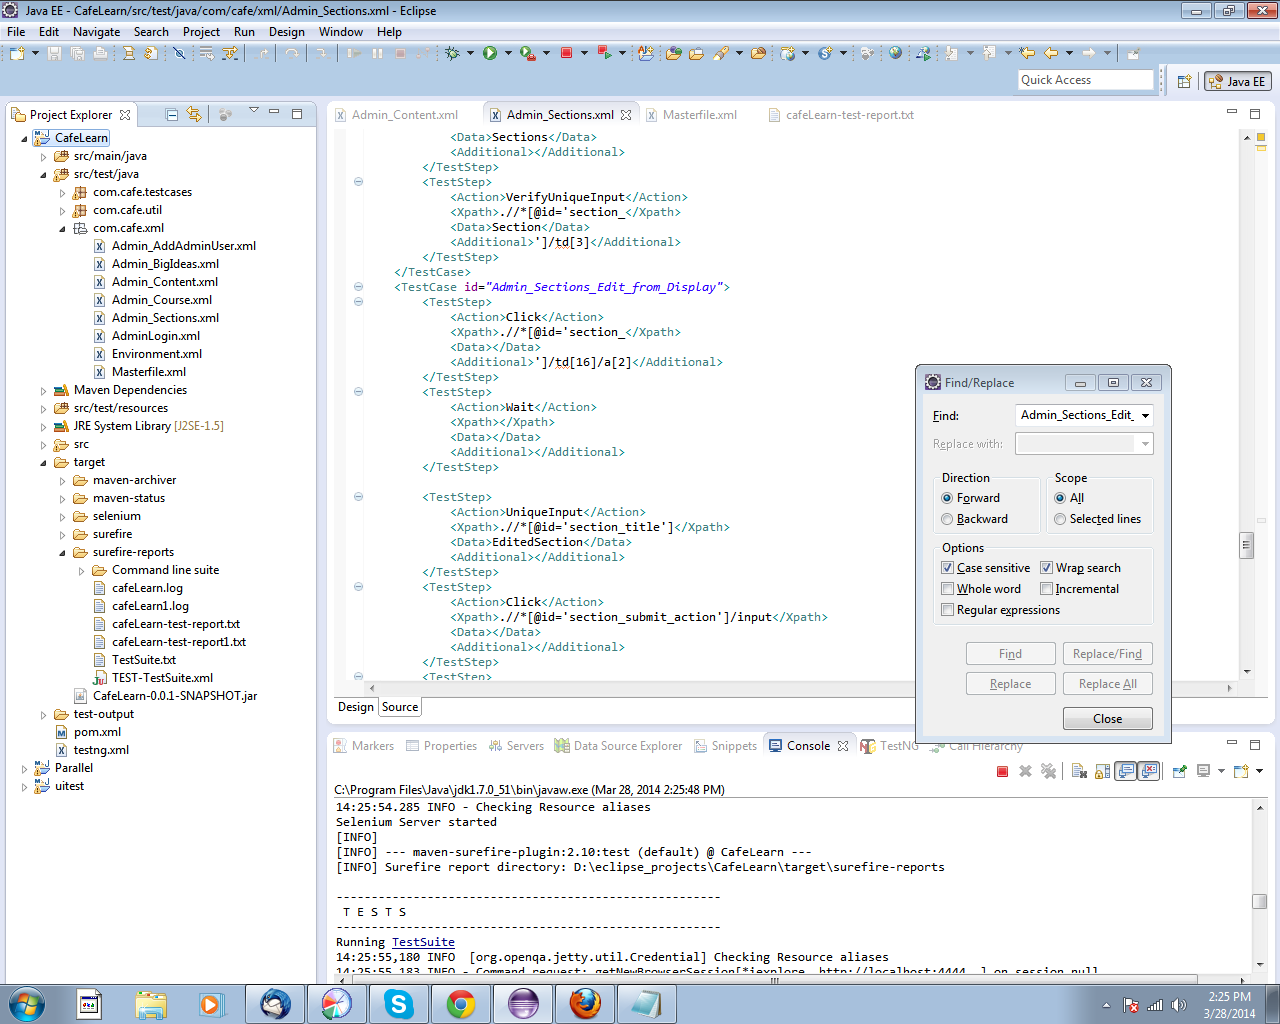 Java EE - CafeLearn/src/test/java/com/cafe/xml/Admin_Sections.xml - Eclipse
File Edit Navigate Search Project Run Design Window Help
Quick Access
Java EE
Project Explorer
CafeLearn
src/main/java
src/test/java
com.cafe.testcases
com.cafe.util
com.cafe.xml
Admin_AddAdminUser.xml
Admin_BigIdeas.xml
Admin_Content.xml
Admin_Course.xml
Admin_Sections.xml
AdminLogin.xml
Environment.xml
Masterfile.xml
Maven Dependencies
src/test/resources
JRE System Library [J2SE-1.5]
src
target
maven-archiver
maven-status
selenium
surefire
surefire-reports
Command line suite
cafeLearn.log
cafeLearn1.log
cafeLearn-test-report.txt
cafeLearn-test-report1.txt
TestSuite.txt
TEST-TestSuite.xml
CafeLearn-0.0.1-SNAPSHOT.jar
test-output
pom.xml
testng.xml
Parallel
uitest
Admin_Content.xml Admin_Sections.xml Masterfile.xml cafeLearn-test-report.txt
<Data>Sections</Data>
<Additional></Additional>
</TestStep>
<TestStep>
<Action>VerifyUniqueInput</Action>
<Xpath>.//*[@id='section_</Xpath>
<Data>Section</Data>
<Additional>']/td[3]</Additional>
</TestStep>
</TestCase>
<TestCase id="Admin_Sections_Edit_from_Display">
<TestStep>
<Action>Click</Action>
<Xpath>.//*[@id='section_</Xpath>
<Data></Data>
<Additional>']/td[16]/a[2]</Additional>
</TestStep>
<TestStep>
<Action>Wait</Action>
<Xpath></Xpath>
<Data></Data>
<Additional></Additional>
</TestStep>
<TestStep>
<Action>UniqueInput</Action>
<Xpath>.//*[@id='section_title']</Xpath>
<Data>EditedSection</Data>
<Additional></Additional>
</TestStep>
<TestStep>
<Action>Click</Action>
<Xpath>.//*[@id='section_submit_action']/input</Xpath>
<Data></Data>
<Additional></Additional>
</TestStep>
<TestStep>
Design Source
Find/Replace
Find: Admin_Sections_Edit_
Replace with:
Direction Scope
Forward All
Backward Selected lines
Options
Case sensitive Wrap search
Whole word Incremental
Regular expressions
Find Replace/Find
Replace Replace All
Close
Markers Properties Servers Data Source Explorer Snippets Console TestNG Call Hierarchy
C:\Program Files\Java\jdk1.7.0_51\bin\javaw.exe (Mar 28, 2014 2:25:48 PM)
14:25:54.285 INFO - Checking Resource aliases
Selenium Server started
[INFO]
[INFO] --- maven-surefire-plugin:2.10:test (default) @ CafeLearn ---
[INFO] Surefire report directory: D:\eclipse_projects\CafeLearn\target\surefire-reports
-------------------------------------------------------
T E S T S
-------------------------------------------------------
Running TestSuite
14:25:55,180 INFO [org.openqa.jetty.util.Credential] Checking Resource aliases
14:25:55.183 INFO - Command request: getNewBrowserSession[*iexplore, http://localhost:4444, ] on session null
2:25 PM
3/28/2014